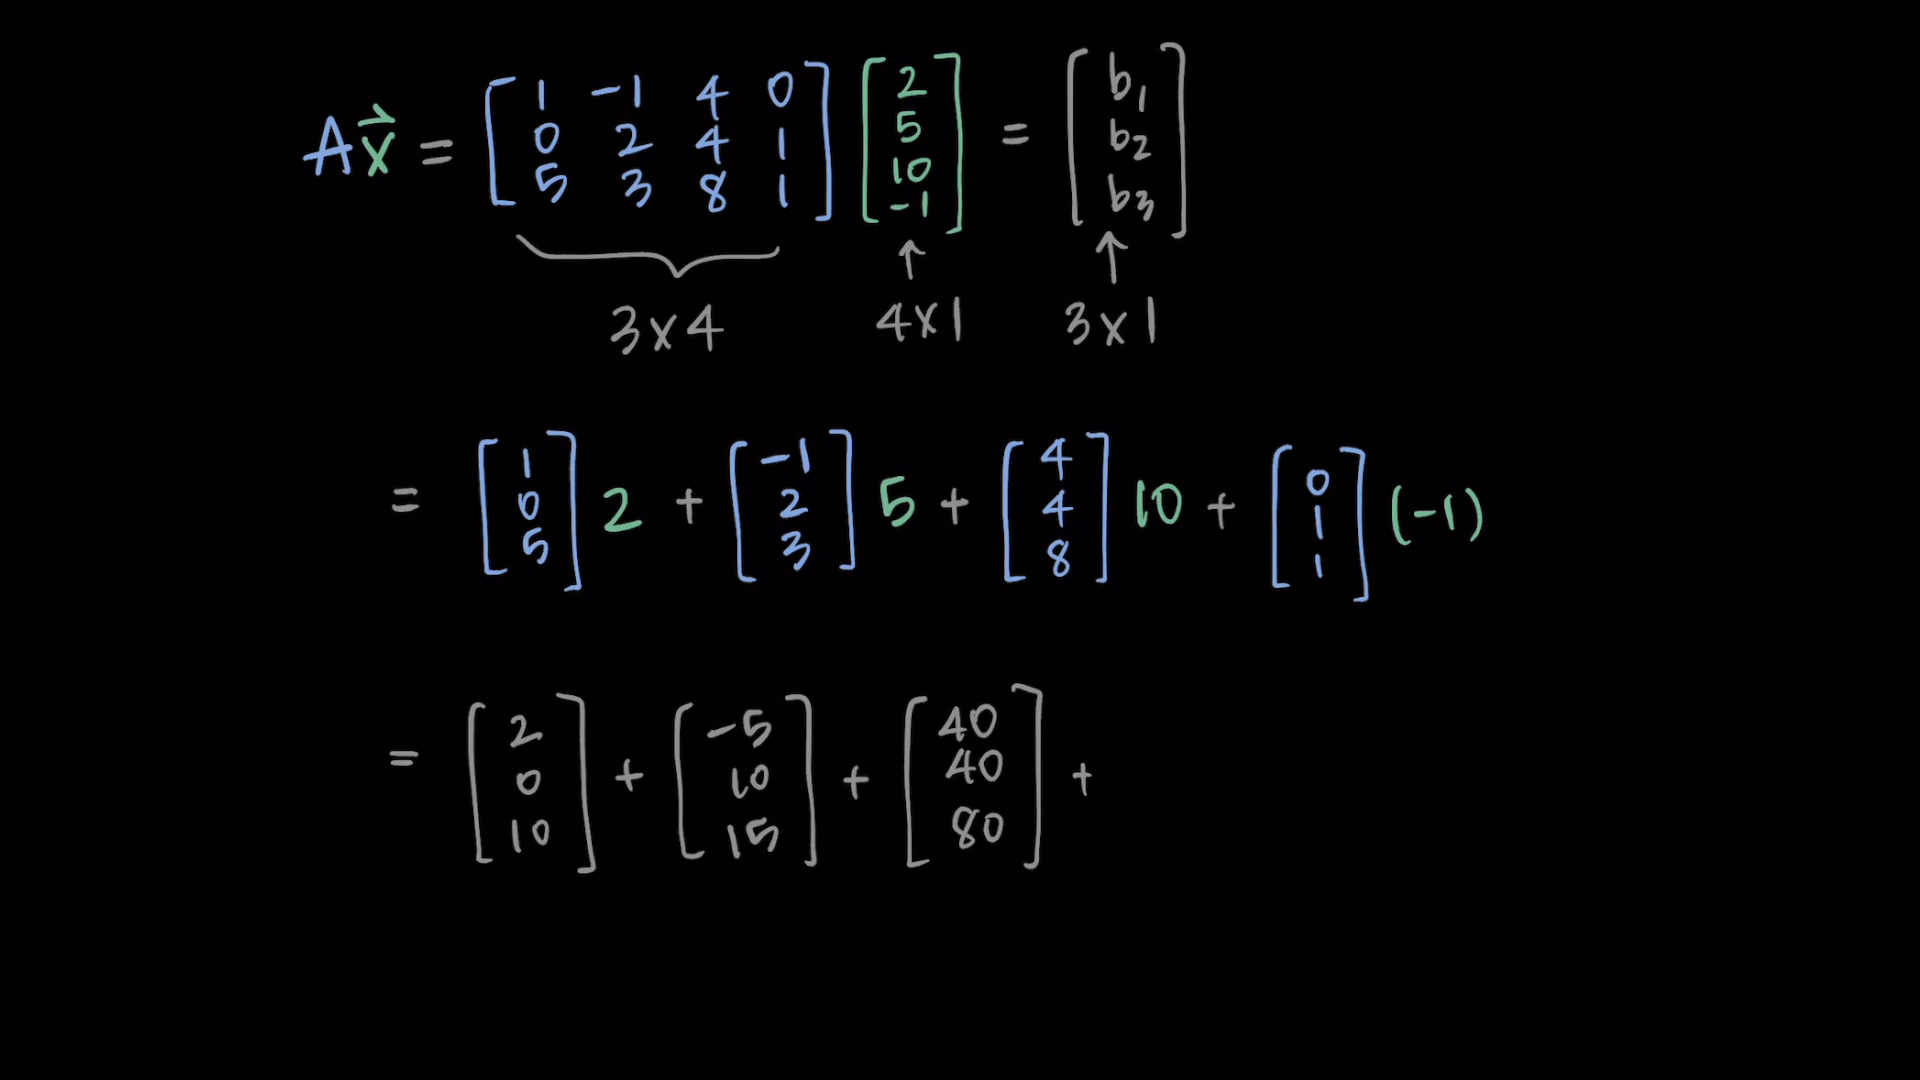 Ax⃗ = [1 -1 4 0; 0 2 4 1; 5 3 8 1] [2; 5; 10; -1] = [b₁; b₂; b₃]
↑ ↑
3x4 4x1 3x1
= [1; 0; 5] 2 + [-1; 2; 3] 5 + [4; 4; 8] 10 + [0; 1; 1] (-1)
= [2; 0; 10] + [-5; 10; 15] + [40; 40; 80] +